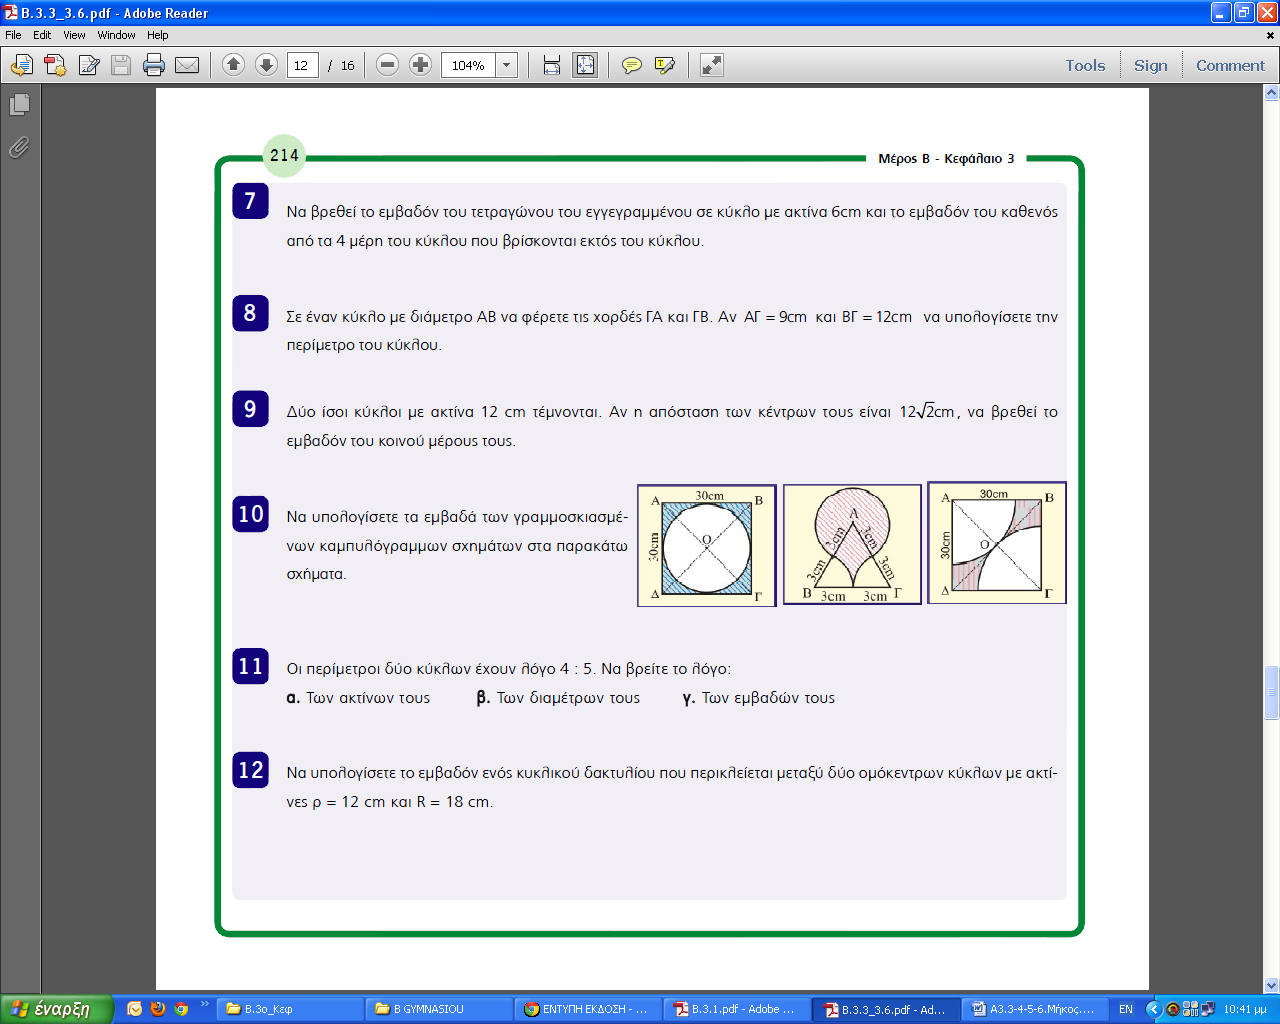 B.3.3_3.6.pdf - Adobe Reader
File Edit View Window Help
12 / 16 104% Tools Sign Comment
214
Μέρος Β - Κεφάλαιο 3
7
Να βρεθεί το εμβαδόν του τετραγώνου του εγγεγραμμένου σε κύκλο με ακτίνα 6cm και το εμβαδόν του καθενός
από τα 4 μέρη του κύκλου που βρίσκονται εκτός του κύκλου.
8
Σε έναν κύκλο με διάμετρο ΑΒ να φέρετε τις χορδές ΓΑ και ΓΒ. Αν ΑΓ = 9cm και ΒΓ = 12cm να υπολογίσετε την
περίμετρο του κύκλου.
9
Δύο ίσοι κύκλοι με ακτίνα 12 cm τέμνονται. Αν η απόσταση των κέντρων τους είναι 12√2cm, να βρεθεί το
εμβαδόν του κοινού μέρους τους.
10
Να υπολογίσετε τα εμβαδά των γραμμοσκιασμέ-
νων καμπυλόγραμμων σχημάτων στα παρακάτω
σχήματα.
Α 30cm Β
30cm
Ο
Δ Γ
Α
3cm 3cm
3cm 3cm
Β 3cm 3cm Γ
Α 30cm Β
30cm
Ο
Δ Γ
11
Οι περίμετροι δύο κύκλων έχουν λόγο 4 : 5. Να βρείτε το λόγο:
α. Των ακτίνων τους β. Των διαμέτρων τους γ. Των εμβαδών τους
12
Να υπολογίσετε το εμβαδόν ενός κυκλικού δακτυλίου που περικλείεται μεταξύ δύο ομόκεντρων κύκλων με ακτί-
νες ρ = 12 cm και R = 18 cm.
έναρξη » B.3ο_Κεφ B GYMNASIOU ΕΝΤΥΠΗ ΕΚΔΟΣΗ - ... B.3.1.pdf - Adobe ... B.3.3_3.6.pdf - Ad... A3.3-4-5-6.Μήκος.... EN 10:41 μμ